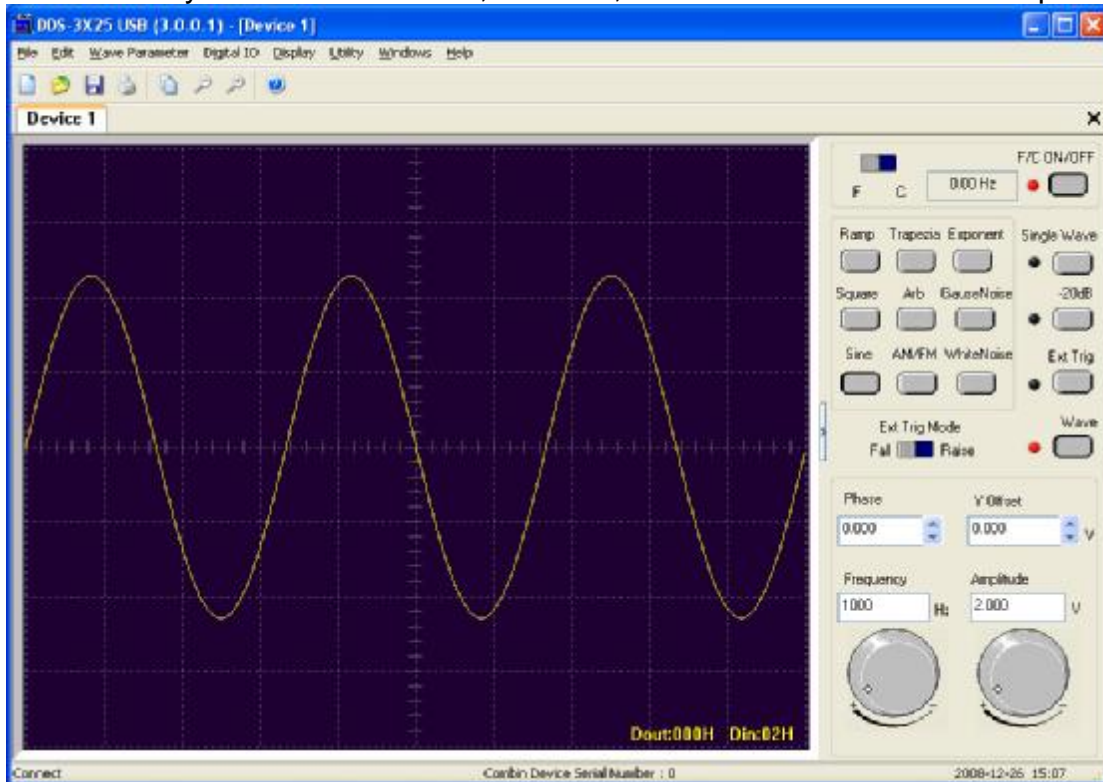 DDS-3X25 USB (3.0.0.1) - [Device 1]
File Edit Wave Parameter Digital IO Display Utility Windows Help
Device 1
F/C ON/OFF
F C 0.00 Hz
Ramp Trapezia Exponent Single Wave
Square Arb GauseNoise -20dB
Sine AM/FM WhiteNoise Ext Trig
Ext Trig Mode Wave
Fall Raise
Phase Y Offset
0.000 0.000 V
Frequency Amplitude
1000 Hz 2.000 V
Dout:000H Din:02H
Connect Combin Device Serial Number : 0 2008-12-26 15:07